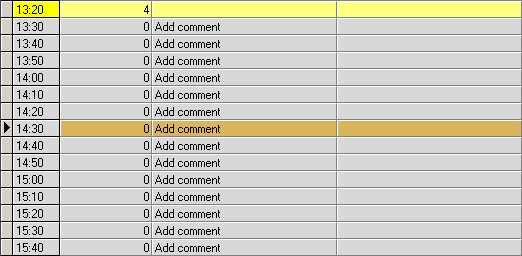 13:20 4
13:30 0 Add comment
13:40 0 Add comment
13:50 0 Add comment
14:00 0 Add comment
14:10 0 Add comment
14:20 0 Add comment
14:30 0 Add comment
14:40 0 Add comment
14:50 0 Add comment
15:00 0 Add comment
15:10 0 Add comment
15:20 0 Add comment
15:30 0 Add comment
15:40 0 Add comment